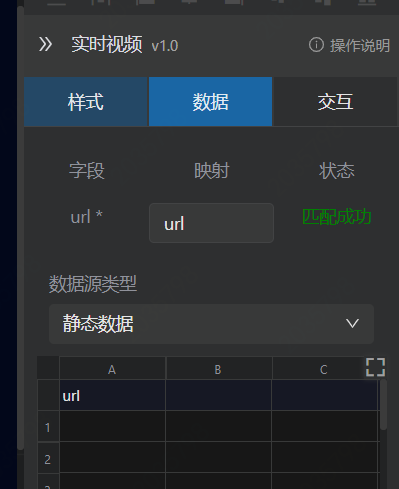 实时视频 v1.0 操作说明
样式 数据 交互
字段 映射 状态
url * url 匹配成功
数据源类型
静态数据
A B C
url
1
2